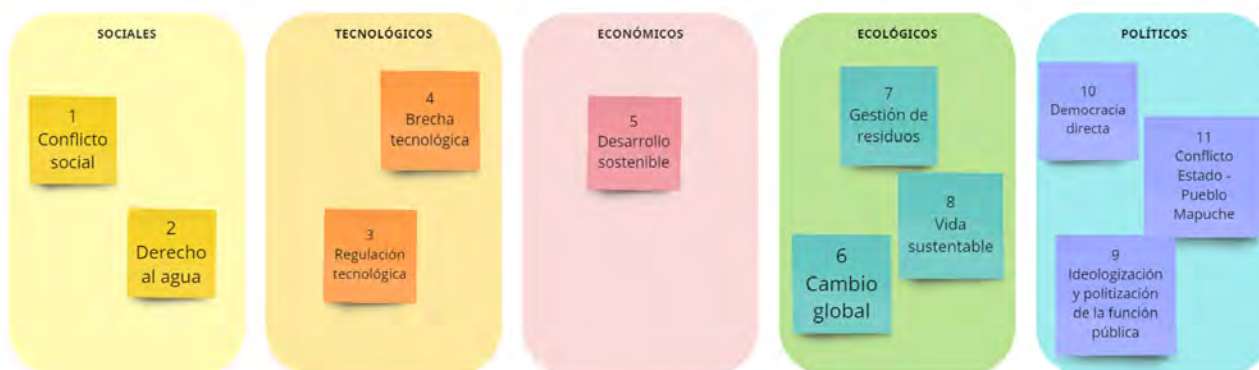 SOCIALES
1
Conflicto
social
2
Derecho
al agua
TECNOLÓGICOS
4
Brecha
tecnológica
3
Regulación
tecnológica
ECONÓMICOS
5
Desarrollo
sostenible
ECOLÓGICOS
7
Gestión de
residuos
8
Vida
sustentable
6
Cambio
global
POLÍTICOS
10
Democracia
directa
11
Conflicto
Estado -
Pueblo
Mapuche
9
Ideologización
y politización
de la función
pública